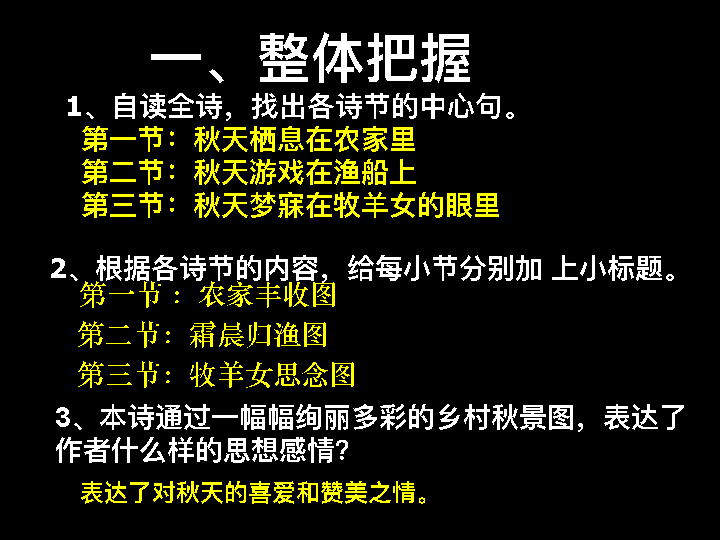 一、整体把握
1、自读全诗，找出各诗节的中心句。
第一节：秋天栖息在农家里
第二节：秋天游戏在渔船上
第三节：秋天梦寐在牧羊女的眼里
2、根据各诗节的内容，给每小节分别加 上小标题。
第一节 ：农家丰收图
第二节：霜晨归渔图
第三节：牧羊女思念图
3、本诗通过一幅幅绚丽多彩的乡村秋景图，表达了
作者什么样的思想感情？
表达了对秋天的喜爱和赞美之情。